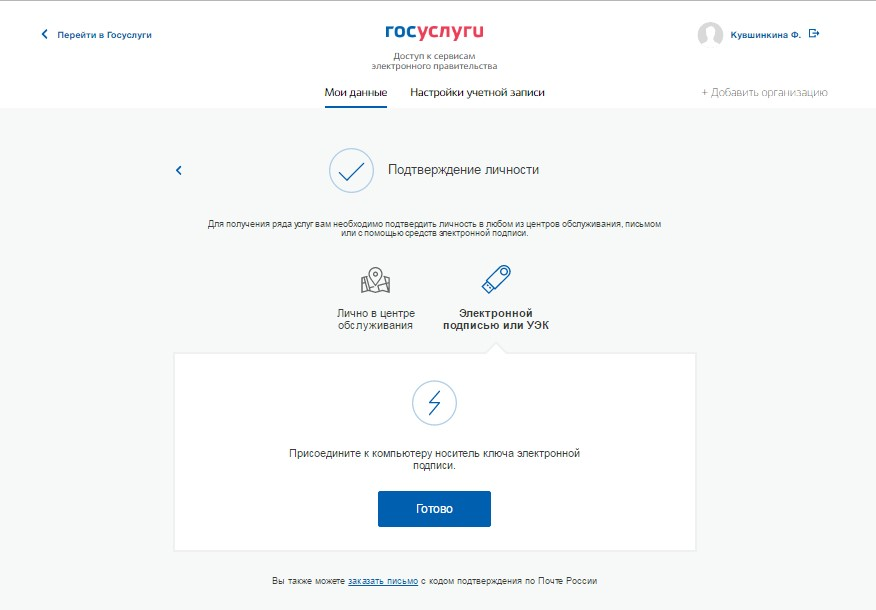 Перейти в Госуслуги
госуслуги
Кувшинкина Ф.
Доступ к сервисам
электронного правительства
Мои данные
Настройки учетной записи
+ Добавить организацию
Подтверждение личности
Для получения ряда услуг вам необходимо подтвердить личность в любом из центров обслуживания, письмом
или с помощью средств электронной подписи.
Лично в центре
обслуживания
Электронной
подписью или УЭК
Присоедините к компьютеру носитель ключа электронной
подписи.
Готово
Вы также можете заказать письмо с кодом подтверждения по Почте России